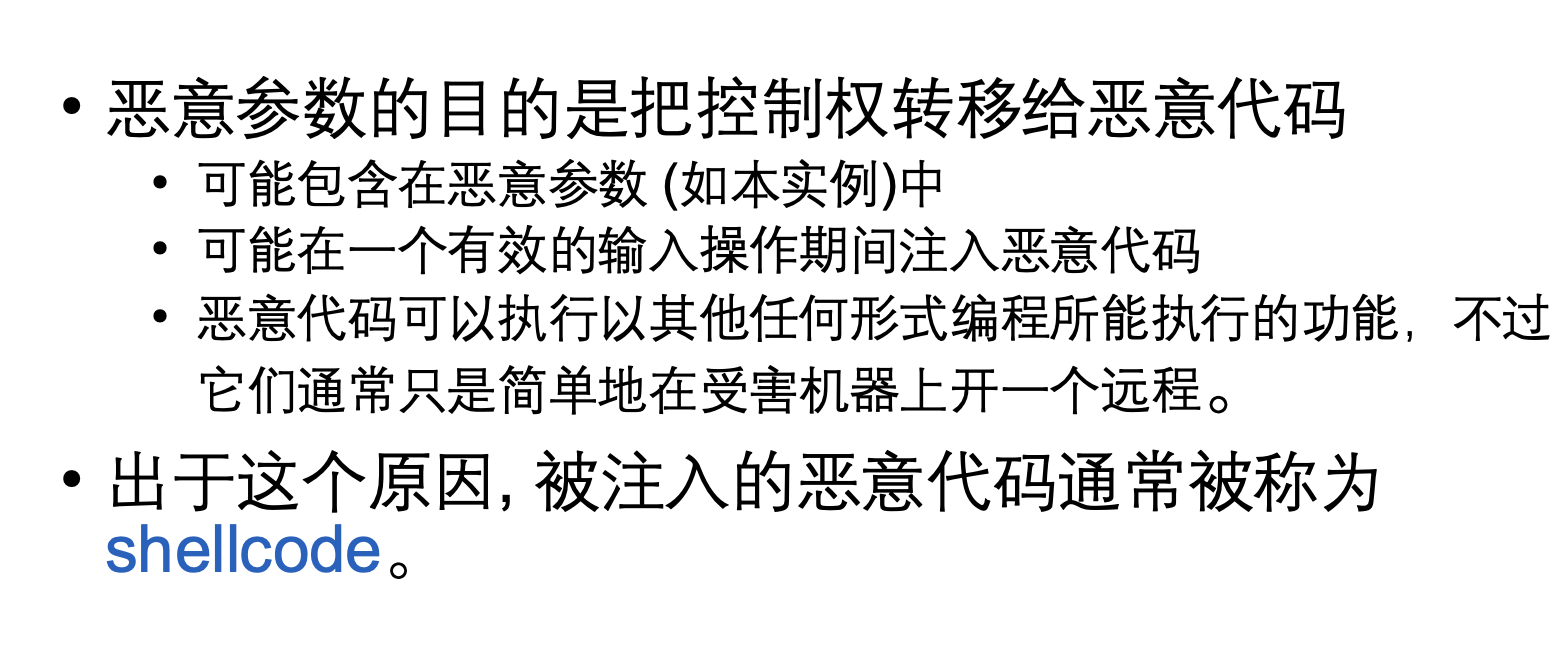 • 恶意参数的目的是把控制权转移给恶意代码
• 可能包含在恶意参数 (如本实例)中
• 可能在一个有效的输入操作期间注入恶意代码
• 恶意代码可以执行以其他任何形式编程所能执行的功能，不过
它们通常只是简单地在受害机器上开一个远程。
• 出于这个原因, 被注入的恶意代码通常被称为
shellcode。